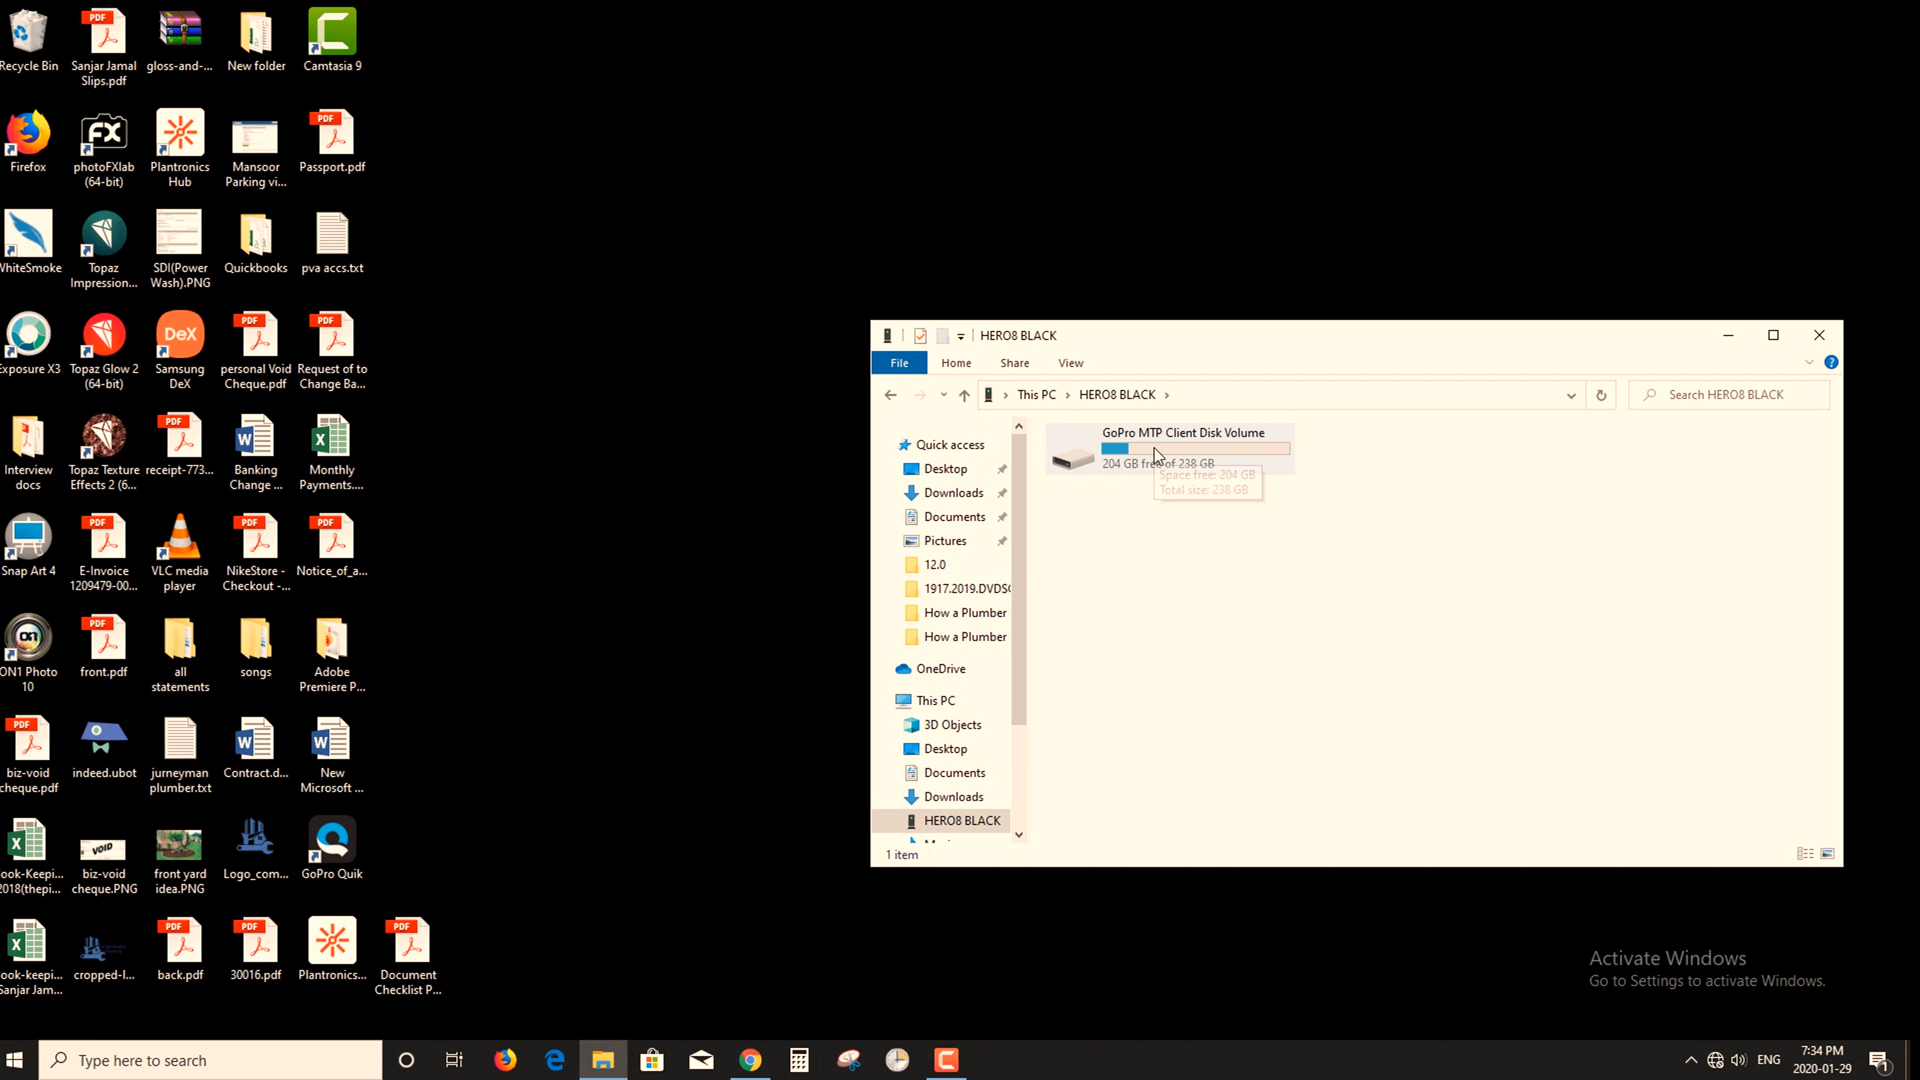 Recycle Bin
Sanjar Jamal
Slips.pdf
gloss-and-...
New folder
Camtasia 9
Firefox
photoFXlab
(64-bit)
Plantronics
Hub
Mansoor
Parking vi...
Passport.pdf
WhiteSmoke
Topaz
Impression...
SDI(Power
Wash).PNG
Quickbooks
pva accs.txt
Exposure X3
Topaz Glow 2
(64-bit)
Samsung
DeX
personal Void
Cheque.pdf
Request of to
Change Ba...
Interview
docs
Topaz Texture
Effects 2 (6...
receipt-773...
Banking
Change ...
Monthly
Payments....
Snap Art 4
E-Invoice
1209479-00...
VLC media
player
NikeStore -
Checkout -...
Notice_of_a...
ON1 Photo
10
front.pdf
all
statements
songs
Adobe
Premiere P...
biz-void
cheque.pdf
indeed.ubot
jurneyman
plumber.txt
Contract.d...
New
Microsoft ...
ook-Keepi...
2018(thepi...
biz-void
cheque.PNG
front yard
idea.PNG
Logo_com...
GoPro Quik
ook-keepi...
Sanjar Jam...
cropped-l...
back.pdf
30016.pdf
Plantronics...
Document
Checklist P...
HERO8 BLACK
File
Home
Share
View
This PC
HERO8 BLACK
Search HERO8 BLACK
Quick access
Desktop
Downloads
Documents
Pictures
12.0
1917.2019.DVDS
How a Plumber
How a Plumber
OneDrive
This PC
3D Objects
Desktop
Documents
Downloads
HERO8 BLACK
GoPro MTP Client Disk Volume
204 GB free of 238 GB
Space free: 204 GB
Total size: 238 GB
1 item
Activate Windows
Go to Settings to activate Windows.
Type here to search
ENG
7:34 PM
2020-01-29